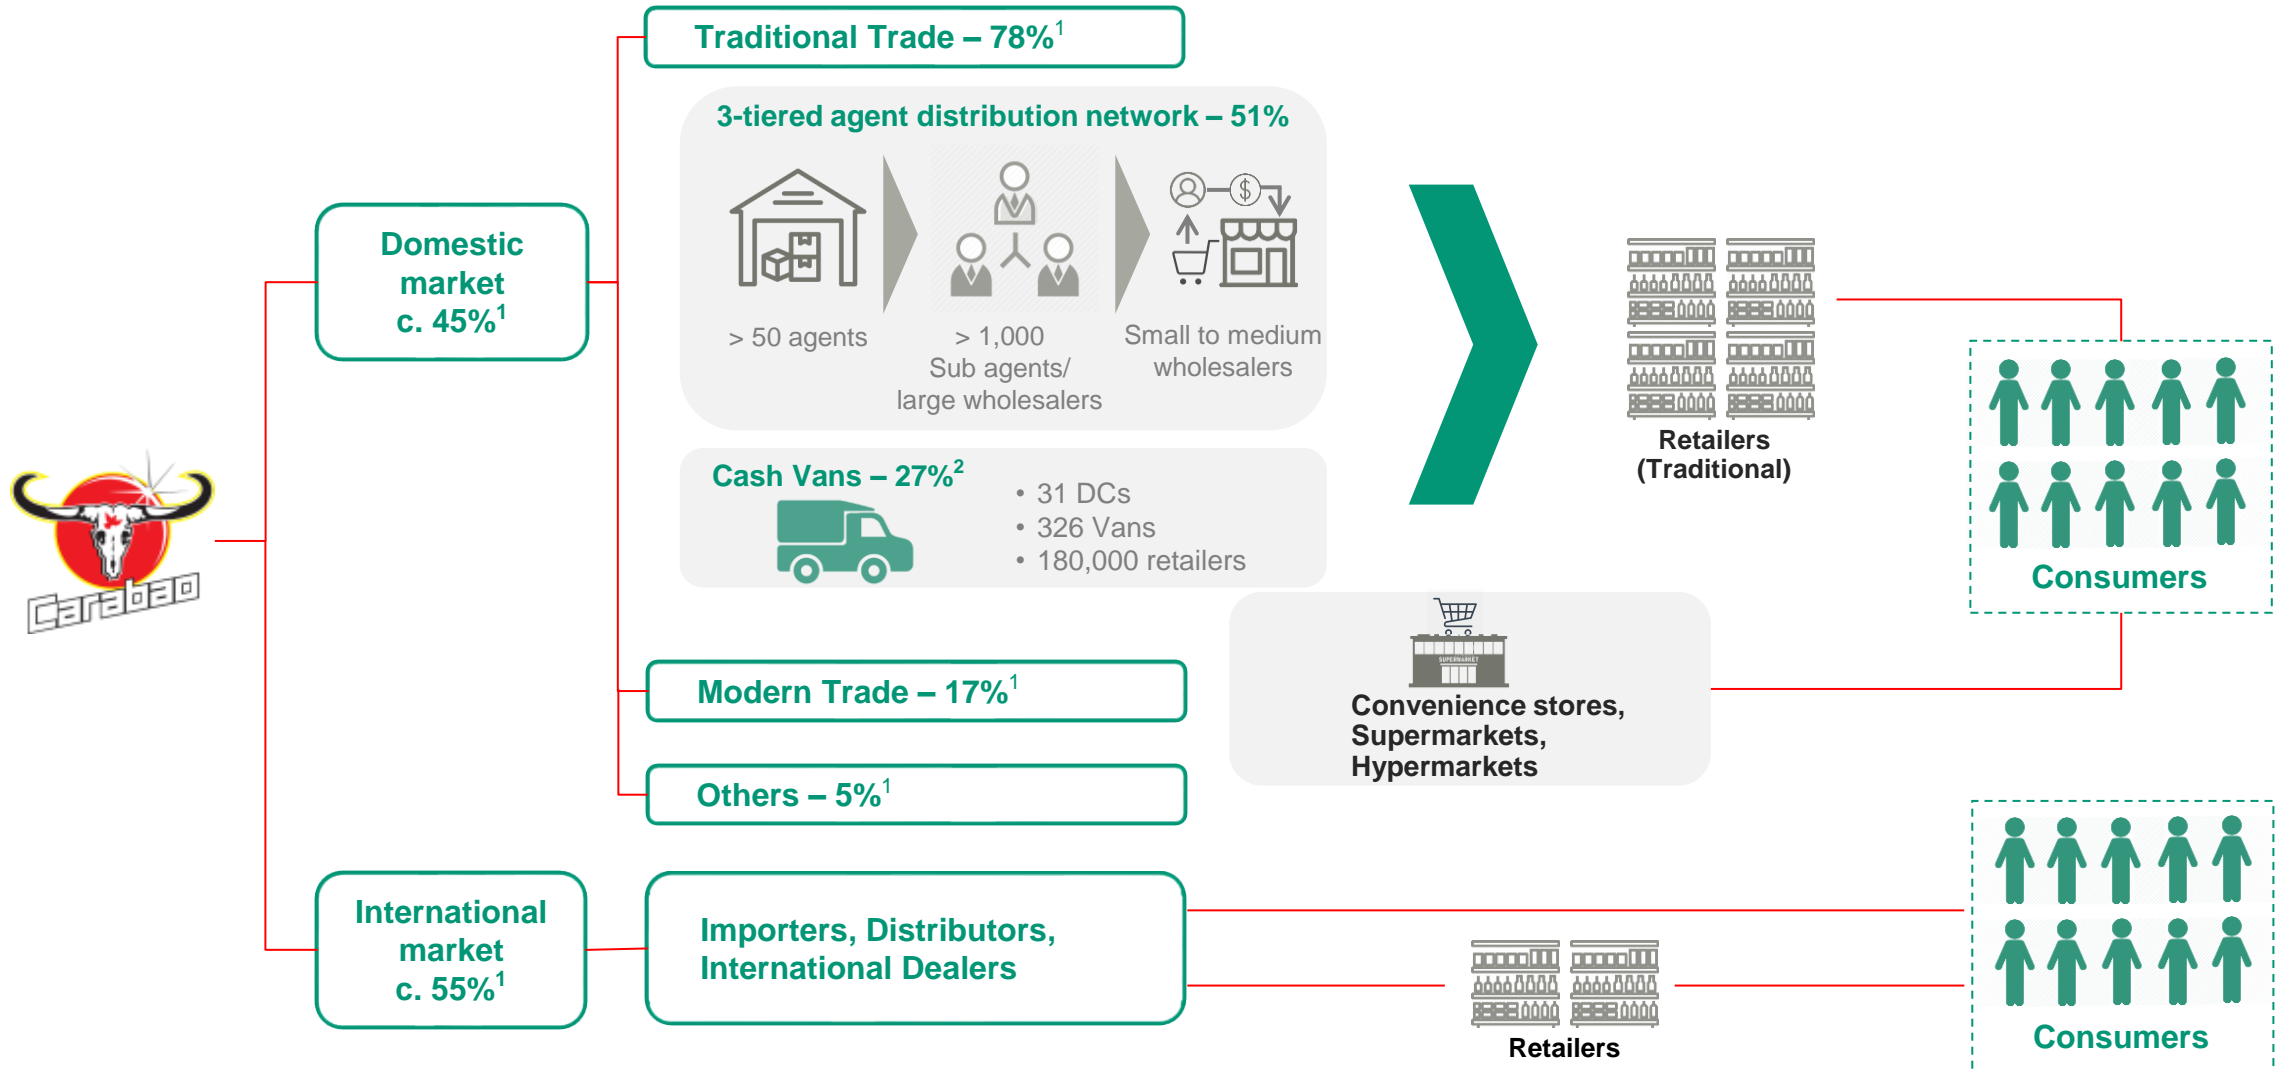 Traditional Trade – 78%1
3-tiered agent distribution network – 51%
> 50 agents
> 1,000
Sub agents/
large wholesalers
Small to medium
wholesalers
Domestic
market
c. 45%1
Cash Vans – 27%2
• 31 DCs
• 326 Vans
• 180,000 retailers
Retailers
(Traditional)
Consumers
Carabao
Modern Trade – 17%1
SUPERMARKET
Convenience stores,
Supermarkets,
Hypermarkets
Others – 5%1
International
market
c. 55%1
Importers, Distributors,
International Dealers
Retailers
Consumers